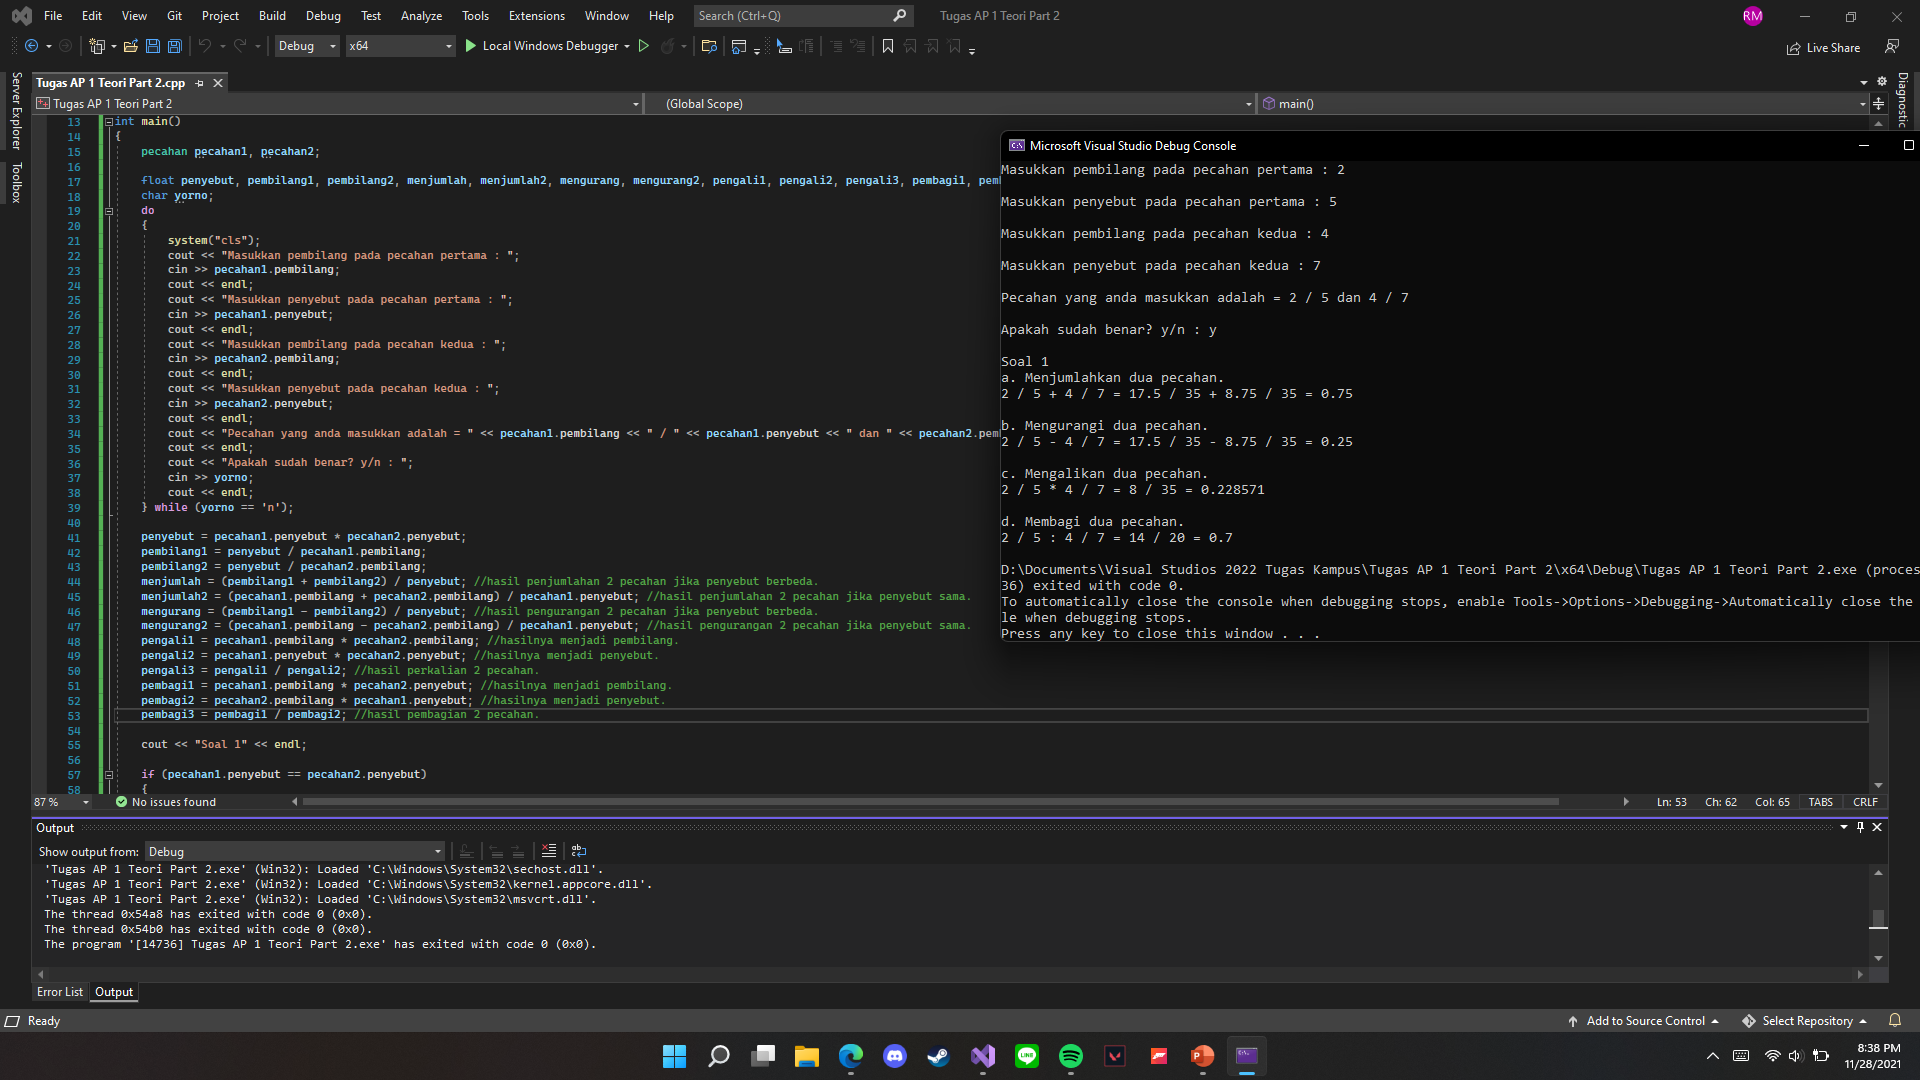 File Edit View Git Project Build Debug Test Analyze Tools Extensions Window Help Search (Ctrl+Q) Tugas AP 1 Teori Part 2 RM
Debug x64 Local Windows Debugger Live Share
Server Explorer
Toolbox
Diagnostic
Tugas AP 1 Teori Part 2.cpp
Tugas AP 1 Teori Part 2 (Global Scope) main()
13 int main()
14 {
15 pecahan pecahan1, pecahan2;
16
17 float penyebut, pembilang1, pembilang2, menjumlah, menjumlah2, mengurang, mengurang2, pengali1, pengali2, pengali3, pembagi1, pem
18 char yorno;
19 do
20 {
21 system("cls");
22 cout << "Masukkan pembilang pada pecahan pertama : ";
23 cin >> pecahan1.pembilang;
24 cout << endl;
25 cout << "Masukkan penyebut pada pecahan pertama : ";
26 cin >> pecahan1.penyebut;
27 cout << endl;
28 cout << "Masukkan pembilang pada pecahan kedua : ";
29 cin >> pecahan2.pembilang;
30 cout << endl;
31 cout << "Masukkan penyebut pada pecahan kedua : ";
32 cin >> pecahan2.penyebut;
33 cout << endl;
34 cout << "Pecahan yang anda masukkan adalah = " << pecahan1.pembilang << " / " << pecahan1.penyebut << " dan " << pecahan2.pem
35 cout << endl;
36 cout << "Apakah sudah benar? y/n : ";
37 cin >> yorno;
38 cout << endl;
39 } while (yorno == 'n');
40
41 penyebut = pecahan1.penyebut * pecahan2.penyebut;
42 pembilang1 = penyebut / pecahan1.pembilang;
43 pembilang2 = penyebut / pecahan2.pembilang;
44 menjumlah = (pembilang1 + pembilang2) / penyebut; //hasil penjumlahan 2 pecahan jika penyebut berbeda.
45 menjumlah2 = (pecahan1.pembilang + pecahan2.pembilang) / pecahan1.penyebut; //hasil penjumlahan 2 pecahan jika penyebut sama.
46 mengurang = (pembilang1 - pembilang2) / penyebut; //hasil pengurangan 2 pecahan jika penyebut berbeda.
47 mengurang2 = (pecahan1.pembilang - pecahan2.pembilang) / pecahan1.penyebut; //hasil pengurangan 2 pecahan jika penyebut sama.
48 pengali1 = pecahan1.pembilang * pecahan2.pembilang; //hasilnya menjadi pembilang.
49 pengali2 = pecahan1.penyebut * pecahan2.penyebut; //hasilnya menjadi penyebut.
50 pengali3 = pengali1 / pengali2; //hasil perkalian 2 pecahan.
51 pembagi1 = pecahan1.pembilang * pecahan2.penyebut; //hasilnya menjadi pembilang.
52 pembagi2 = pecahan2.pembilang * pecahan1.penyebut; //hasilnya menjadi penyebut.
53 pembagi3 = pembagi1 / pembagi2; //hasil pembagian 2 pecahan.
54
55 cout << "Soal 1" << endl;
56
57 if (pecahan1.penyebut == pecahan2.penyebut)
58 {
Microsoft Visual Studio Debug Console
Masukkan pembilang pada pecahan pertama : 2
Masukkan penyebut pada pecahan pertama : 5
Masukkan pembilang pada pecahan kedua : 4
Masukkan penyebut pada pecahan kedua : 7
Pecahan yang anda masukkan adalah = 2 / 5 dan 4 / 7
Apakah sudah benar? y/n : y
Soal 1
a. Menjumlahkan dua pecahan.
2 / 5 + 4 / 7 = 17.5 / 35 + 8.75 / 35 = 0.75
b. Mengurangi dua pecahan.
2 / 5 - 4 / 7 = 17.5 / 35 - 8.75 / 35 = 0.25
c. Mengalikan dua pecahan.
2 / 5 * 4 / 7 = 8 / 35 = 0.228571
d. Membagi dua pecahan.
2 / 5 : 4 / 7 = 14 / 20 = 0.7
D:\Documents\Visual Studios 2022 Tugas Kampus\Tugas AP 1 Teori Part 2\x64\Debug\Tugas AP 1 Teori Part 2.exe (proces
36) exited with code 0.
To automatically close the console when debugging stops, enable Tools->Options->Debugging->Automatically close the
le when debugging stops.
Press any key to close this window . . .
87 % No issues found Ln: 53 Ch: 62 Col: 65 TABS CRLF
Output
Show output from: Debug
'Tugas AP 1 Teori Part 2.exe' (Win32): Loaded 'C:\Windows\System32\sechost.dll'.
'Tugas AP 1 Teori Part 2.exe' (Win32): Loaded 'C:\Windows\System32\kernel.appcore.dll'.
'Tugas AP 1 Teori Part 2.exe' (Win32): Loaded 'C:\Windows\System32\msvcrt.dll'.
The thread 0x54a8 has exited with code 0 (0x0).
The thread 0x54b0 has exited with code 0 (0x0).
The program '[14736] Tugas AP 1 Teori Part 2.exe' has exited with code 0 (0x0).
Error List Output
Ready Add to Source Control Select Repository
8:38 PM
11/28/2021